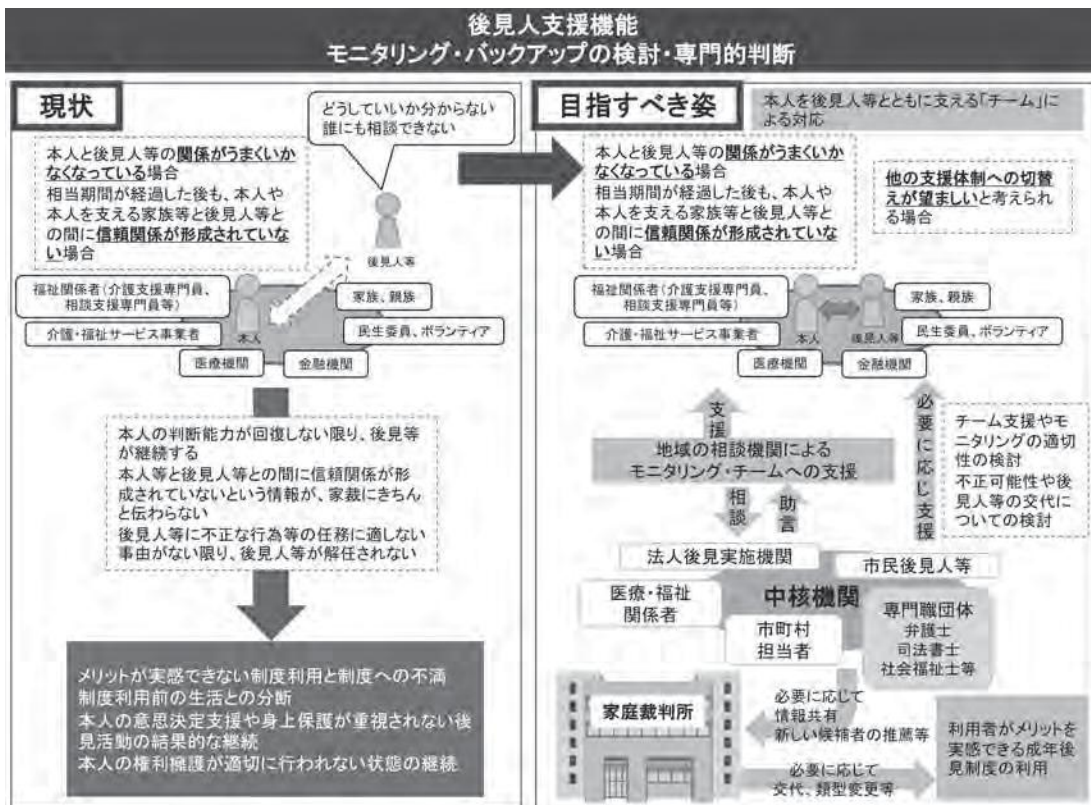 後見人支援機能
モニタリング・バックアップの検討・専門的判断
現状
どうしていいか分からない
誰にも相談できない
本人と後見人等の関係がうまくいか
なくなっている場合
相当期間が経過した後も、本人や
本人を支える家族等と後見人等と
の間に信頼関係が形成されていな
い場合
後見人等
福祉関係者(介護支援専門員、
相談支援専門員等)
家族、親族
介護・福祉サービス事業者
本人
民生委員、ボランティア
医療機関
金融機関
本人の判断能力が回復しない限り、後見等
が継続する
本人等と後見人等との間に信頼関係が形
成されていないという情報が、家裁にきちん
と伝わらない
後見人等に不正な行為等の任務に適しない
事由がない限り、後見人等が解任されない
メリットが実感できない制度利用と制度への不満
制度利用前の生活との分断
本人の意思決定支援や身上保護が重視されない後
見活動の結果的な継続
本人の権利擁護が適切に行われない状態の継続
目指すべき姿
本人を後見人等とともに支える「チーム」に
よる対応
本人と後見人等の関係がうまくいか
なくなっている場合
相当期間が経過した後も、本人や
本人を支える家族等と後見人等と
の間に信頼関係が形成されていな
い場合
他の支援体制への切替
えが望ましいと考えられ
る場合
福祉関係者(介護支援専門員、
相談支援専門員等)
家族、親族
介護・福祉サービス事業者
本人
後見人等
民生委員、ボランティア
医療機関
金融機関
支援
必要に応じ支援
チーム支援やモ
ニタリングの適切
性の検討
不正可能性や後
見人等の交代に
ついての検討
地域の相談機関による
モニタリング・チームへの支援
相談
助言
法人後見実施機関
市民後見人等
医療・福祉
関係者
中核機関
市町村
担当者
専門職団体
弁護士
司法書士
社会福祉士等
家庭裁判所
必要に応じて
情報共有
新しい候補者の推薦等
必要に応じて
交代、類型変更等
利用者がメリットを
実感できる成年後
見制度の利用